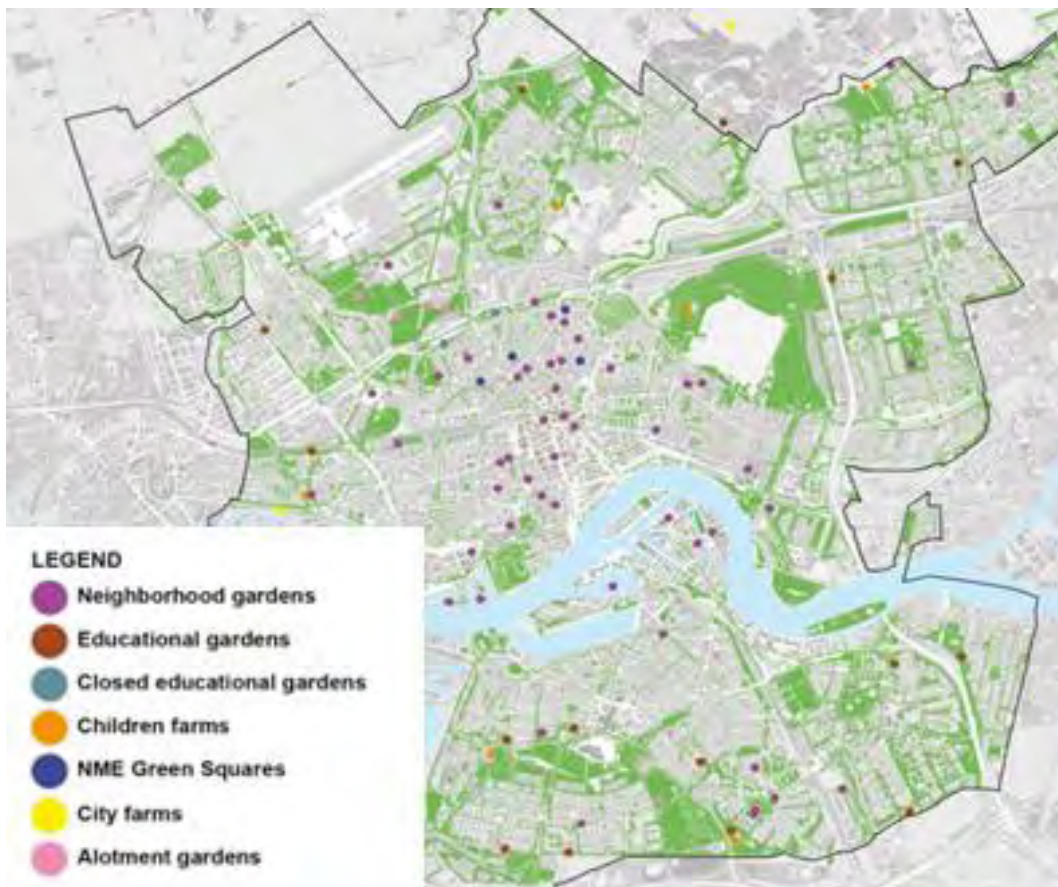 LEGEND
Neighborhood gardens
Educational gardens
Closed educational gardens
Children farms
NME Green Squares
City farms
Alotment gardens